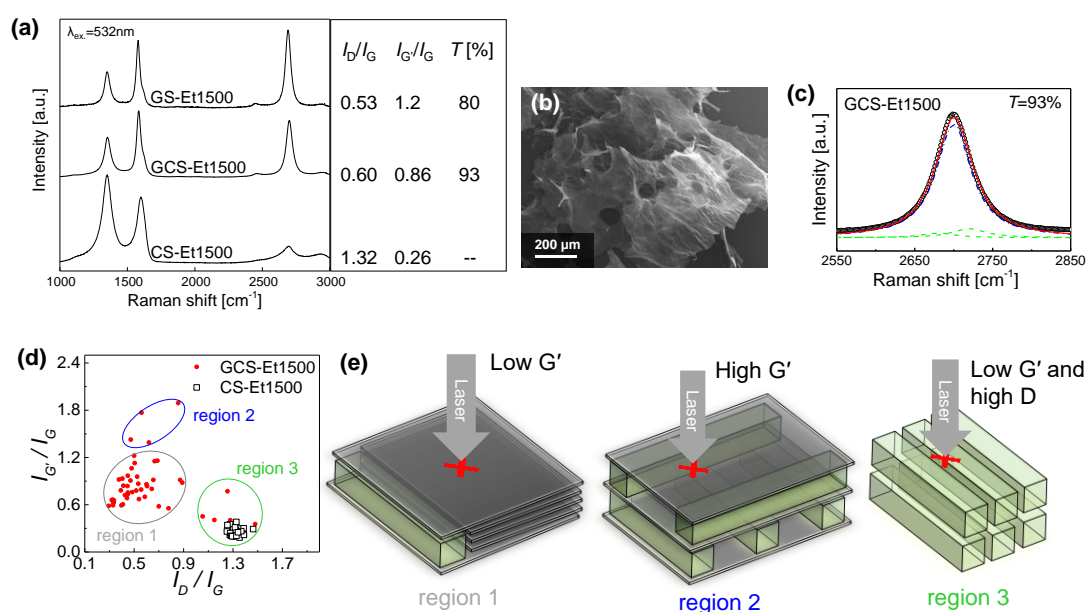 (a)
λex.=532nm
Intensity [a.u.]
GS-Et1500
GCS-Et1500
CS-Et1500
1000 1500 2000 2500 3000
Raman shift [cm-1]
ID/IG IG'/IG T [%]
0.53 1.2 80
0.60 0.86 93
1.32 0.26 --
(b)
200 µm
(c)
GCS-Et1500 T=93%
Intensity [a.u.]
2550 2650 2750 2850
Raman shift [cm-1]
(d)
2.4
1.8
1.2
0.6
0.0
IG' / IG
GCS-Et1500
CS-Et1500
region 2
region 3
region 1
0.1 0.5 0.9 1.3 1.7
ID / IG
(e)
Laser
Low G′
region 1
Laser
High G′
region 2
Laser
Low G′ and
high D
region 3